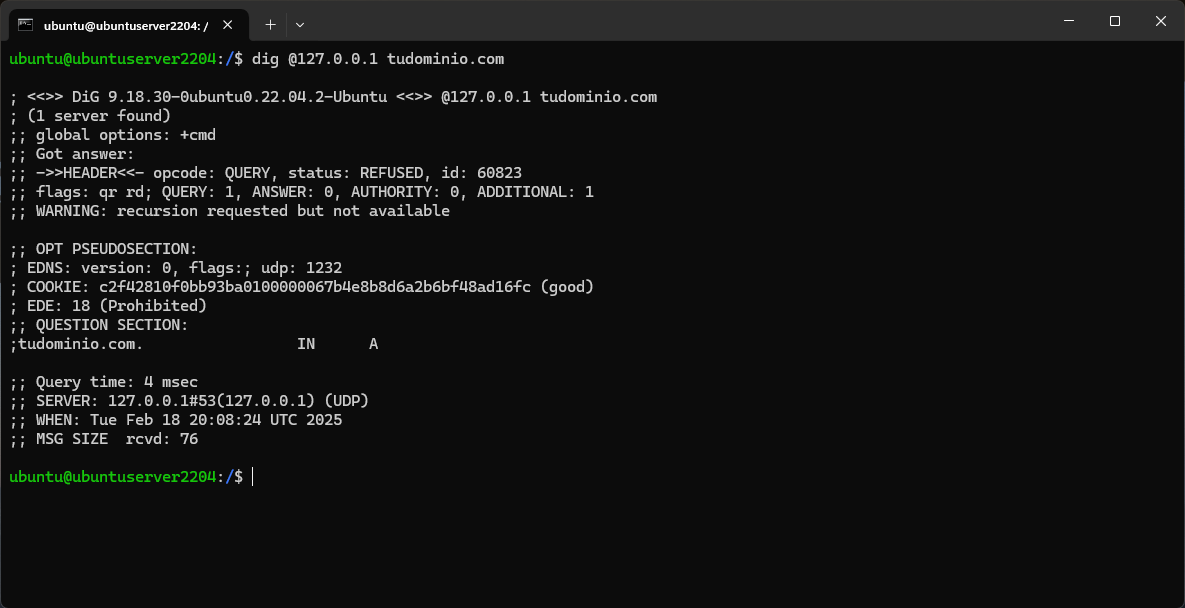 ubuntu@ubuntuserver2204: /
ubuntu@ubuntuserver2204:/$ dig @127.0.0.1 tudominio.com
; <<>> DiG 9.18.30-0ubuntu0.22.04.2-Ubuntu <<>> @127.0.0.1 tudominio.com
; (1 server found)
;; global options: +cmd
;; Got answer:
;; ->>HEADER<<- opcode: QUERY, status: REFUSED, id: 60823
;; flags: qr rd; QUERY: 1, ANSWER: 0, AUTHORITY: 0, ADDITIONAL: 1
;; WARNING: recursion requested but not available
;; OPT PSEUDOSECTION:
; EDNS: version: 0, flags:; udp: 1232
; COOKIE: c2f42810f0bb93ba0100000067b4e8b8d6a2b6bf48ad16fc (good)
; EDE: 18 (Prohibited)
;; QUESTION SECTION:
;tudominio.com. IN A
;; Query time: 4 msec
;; SERVER: 127.0.0.1#53(127.0.0.1) (UDP)
;; WHEN: Tue Feb 18 20:08:24 UTC 2025
;; MSG SIZE  rcvd: 76
ubuntu@ubuntuserver2204:/$